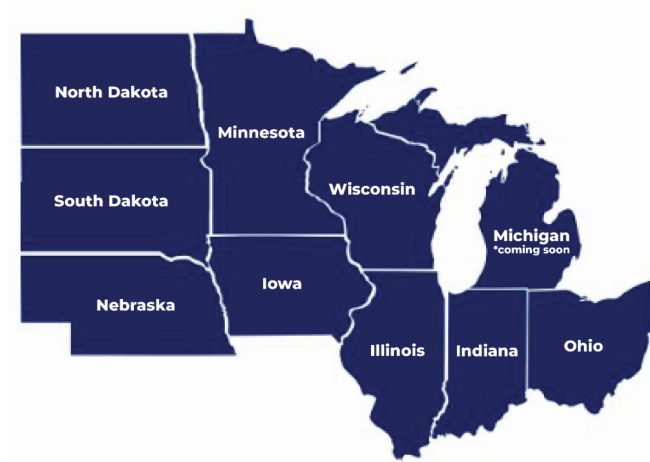 North Dakota
Minnesota
South Dakota
Wisconsin
Michigan
*coming soon
Nebraska
Iowa
Illinois
Indiana
Ohio